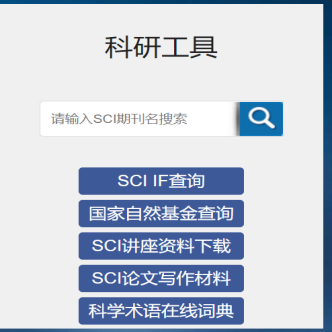 科研工具
请输入SCI期刊名搜索
SCI IF查询
国家自然基金查询
SCI讲座资料下载
SCI论文写作材料
科学术语在线词典